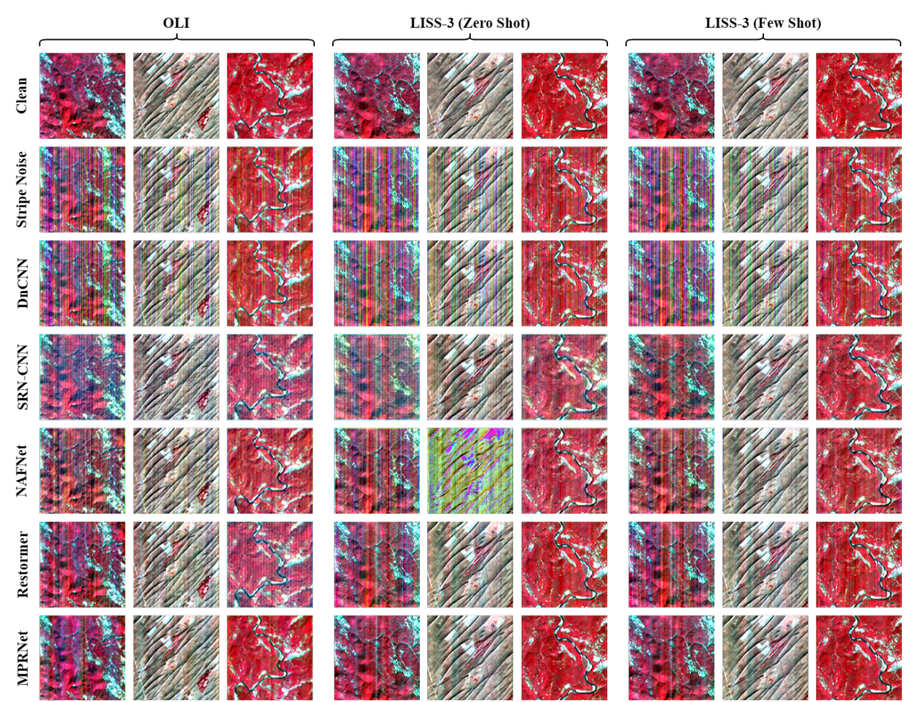 OLI
LISS-3 (Zero Shot)
LISS-3 (Few Shot)
Clean
Stripe Noise
DnCNN
SRN-CNN
NAFNet
Restormer
MPRNet